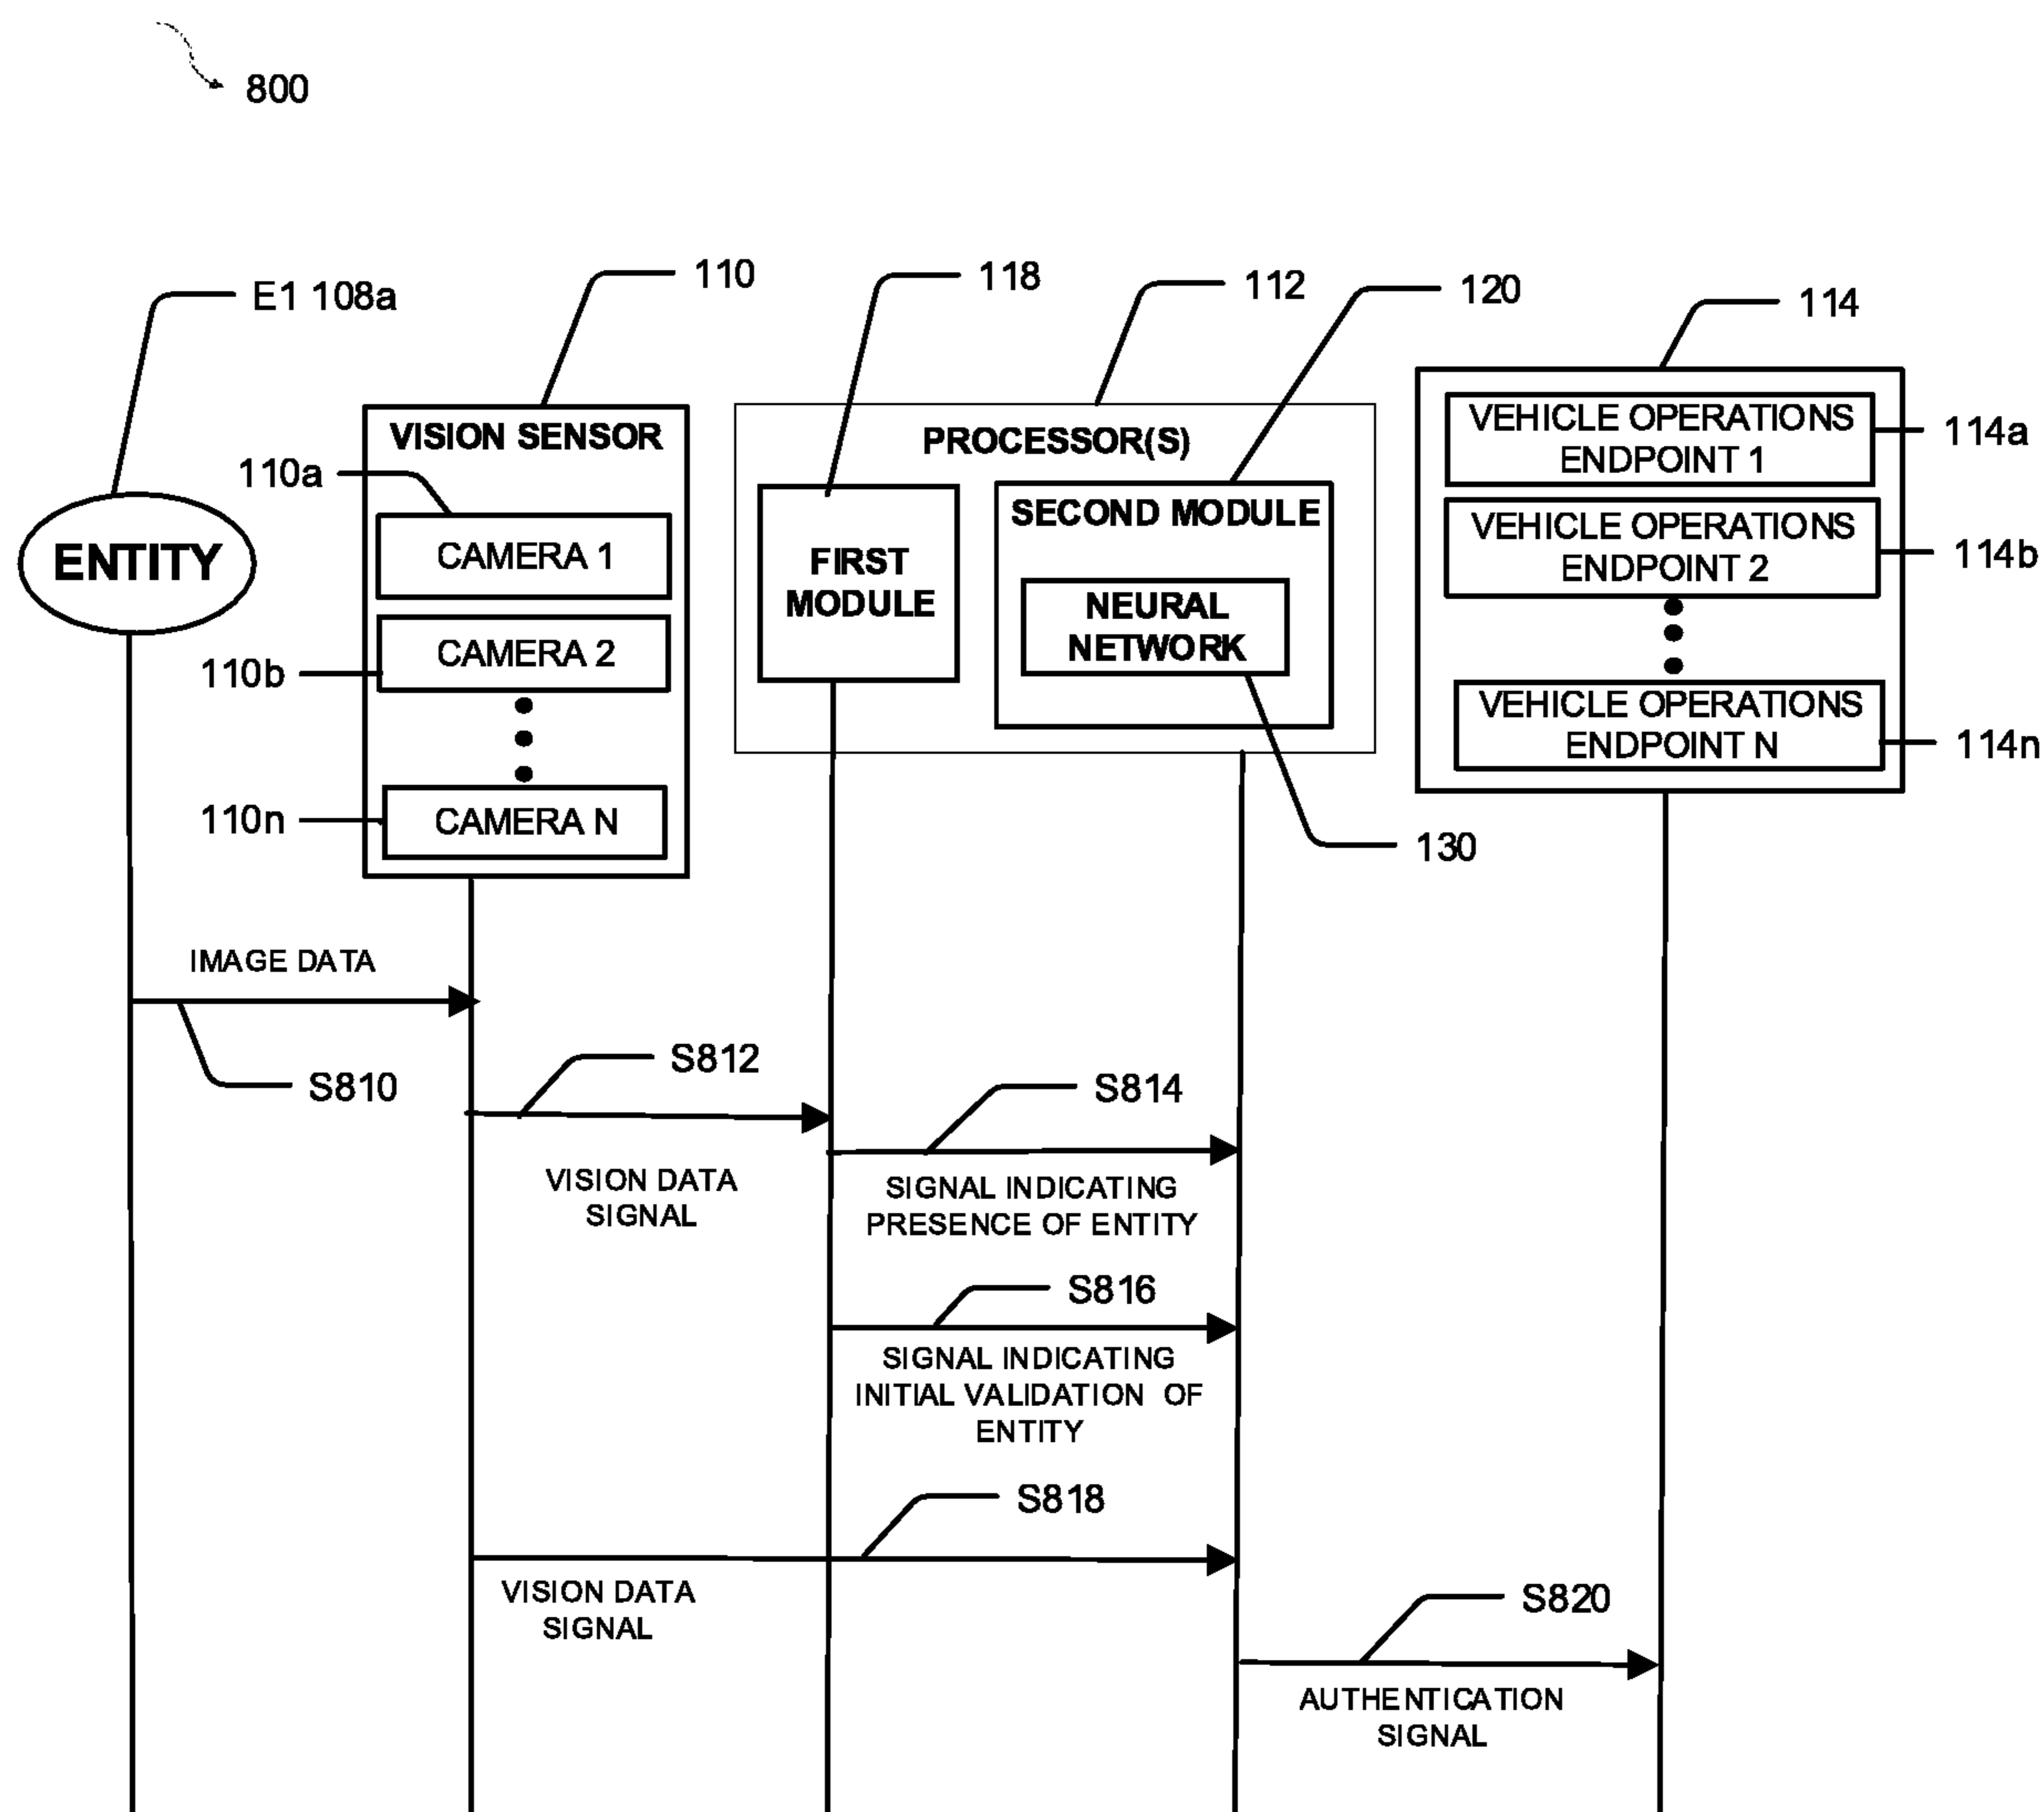 800
E1 108a
110
118
112
120
114
VISION SENSOR
110a
CAMERA 1
CAMERA 2
110b
CAMERA N
110n
ENTITY
PROCESSOR(S)
FIRST
MODULE
SECOND MODULE
NEURAL
NETWORK
130
VEHICLE OPERATIONS
ENDPOINT 1
114a
VEHICLE OPERATIONS
ENDPOINT 2
114b
VEHICLE OPERATIONS
ENDPOINT N
114n
IMAGE DATA
S810
S812
VISION DATA
SIGNAL
S814
SIGNAL INDICATING
PRESENCE OF ENTITY
S816
SIGNAL INDICATING
INITIAL VALIDATION OF
ENTITY
S818
VISION DATA
SIGNAL
S820
AUTHENTICATION
SIGNAL